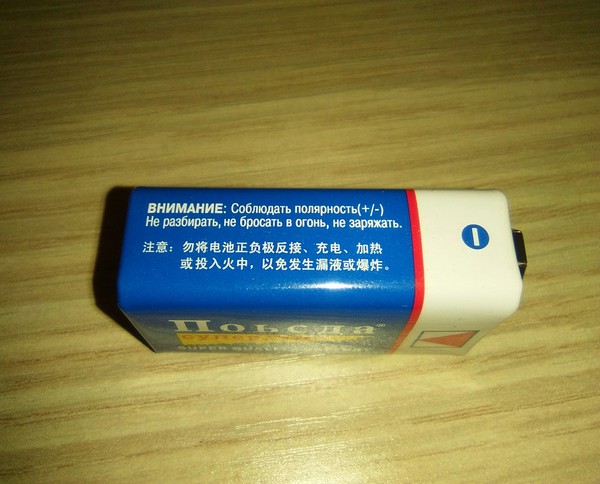 ВНИМАНИЕ: Соблюдать полярность(+/-)
Не разбирать, не бросать в огонь, не заряжать.
注意：勿将电池正负极反接、充电、加热
或投入火中，以免发生漏液或爆炸。
SUPER